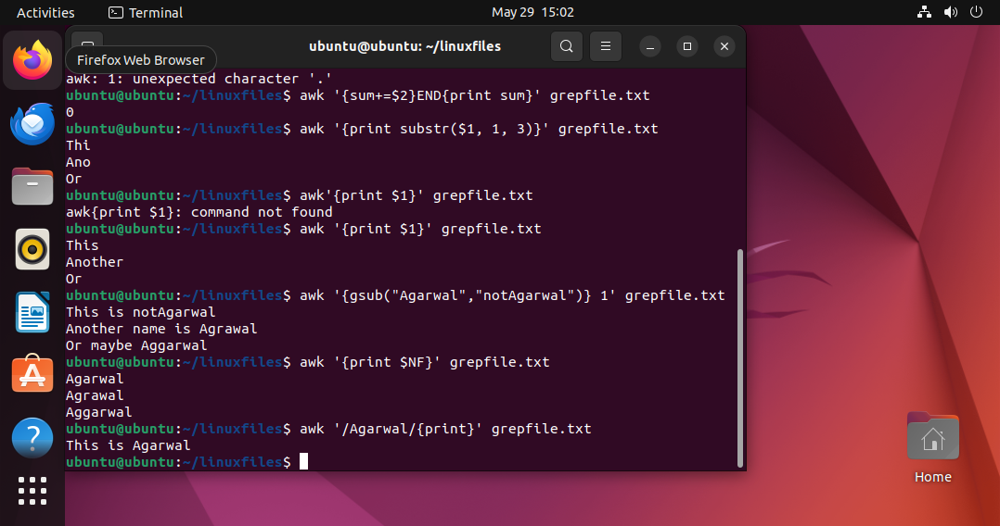 Activities
Terminal
May 29 15:02
ubuntu@ubuntu: ~/linuxfiles
Firefox Web Browser
awk: 1: unexpected character '.'
ubuntu@ubuntu:~/linuxfiles$ awk '{sum+=$2}END{print sum}' grepfile.txt
0
ubuntu@ubuntu:~/linuxfiles$ awk '{print substr($1, 1, 3)}' grepfile.txt
Thi
Ano
Or
ubuntu@ubuntu:~/linuxfiles$ awk'{print $1}' grepfile.txt
awk{print $1}: command not found
ubuntu@ubuntu:~/linuxfiles$ awk '{print $1}' grepfile.txt
This
Another
Or
ubuntu@ubuntu:~/linuxfiles$ awk '{gsub("Agarwal","notAgarwal")} 1' grepfile.txt
This is notAgarwal
Another name is Agrawal
Or maybe Aggarwal
ubuntu@ubuntu:~/linuxfiles$ awk '{print $NF}' grepfile.txt
Agarwal
Agrawal
Aggarwal
ubuntu@ubuntu:~/linuxfiles$ awk '/Agarwal/{print}' grepfile.txt
This is Agarwal
ubuntu@ubuntu:~/linuxfiles$
Home